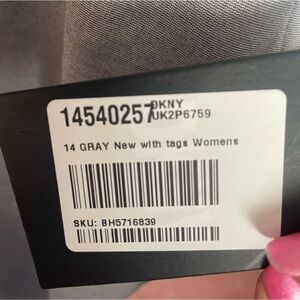 14540257 DKNY
UK2P6759
14 GRAY New with tags Womens
SKU: BH5716839